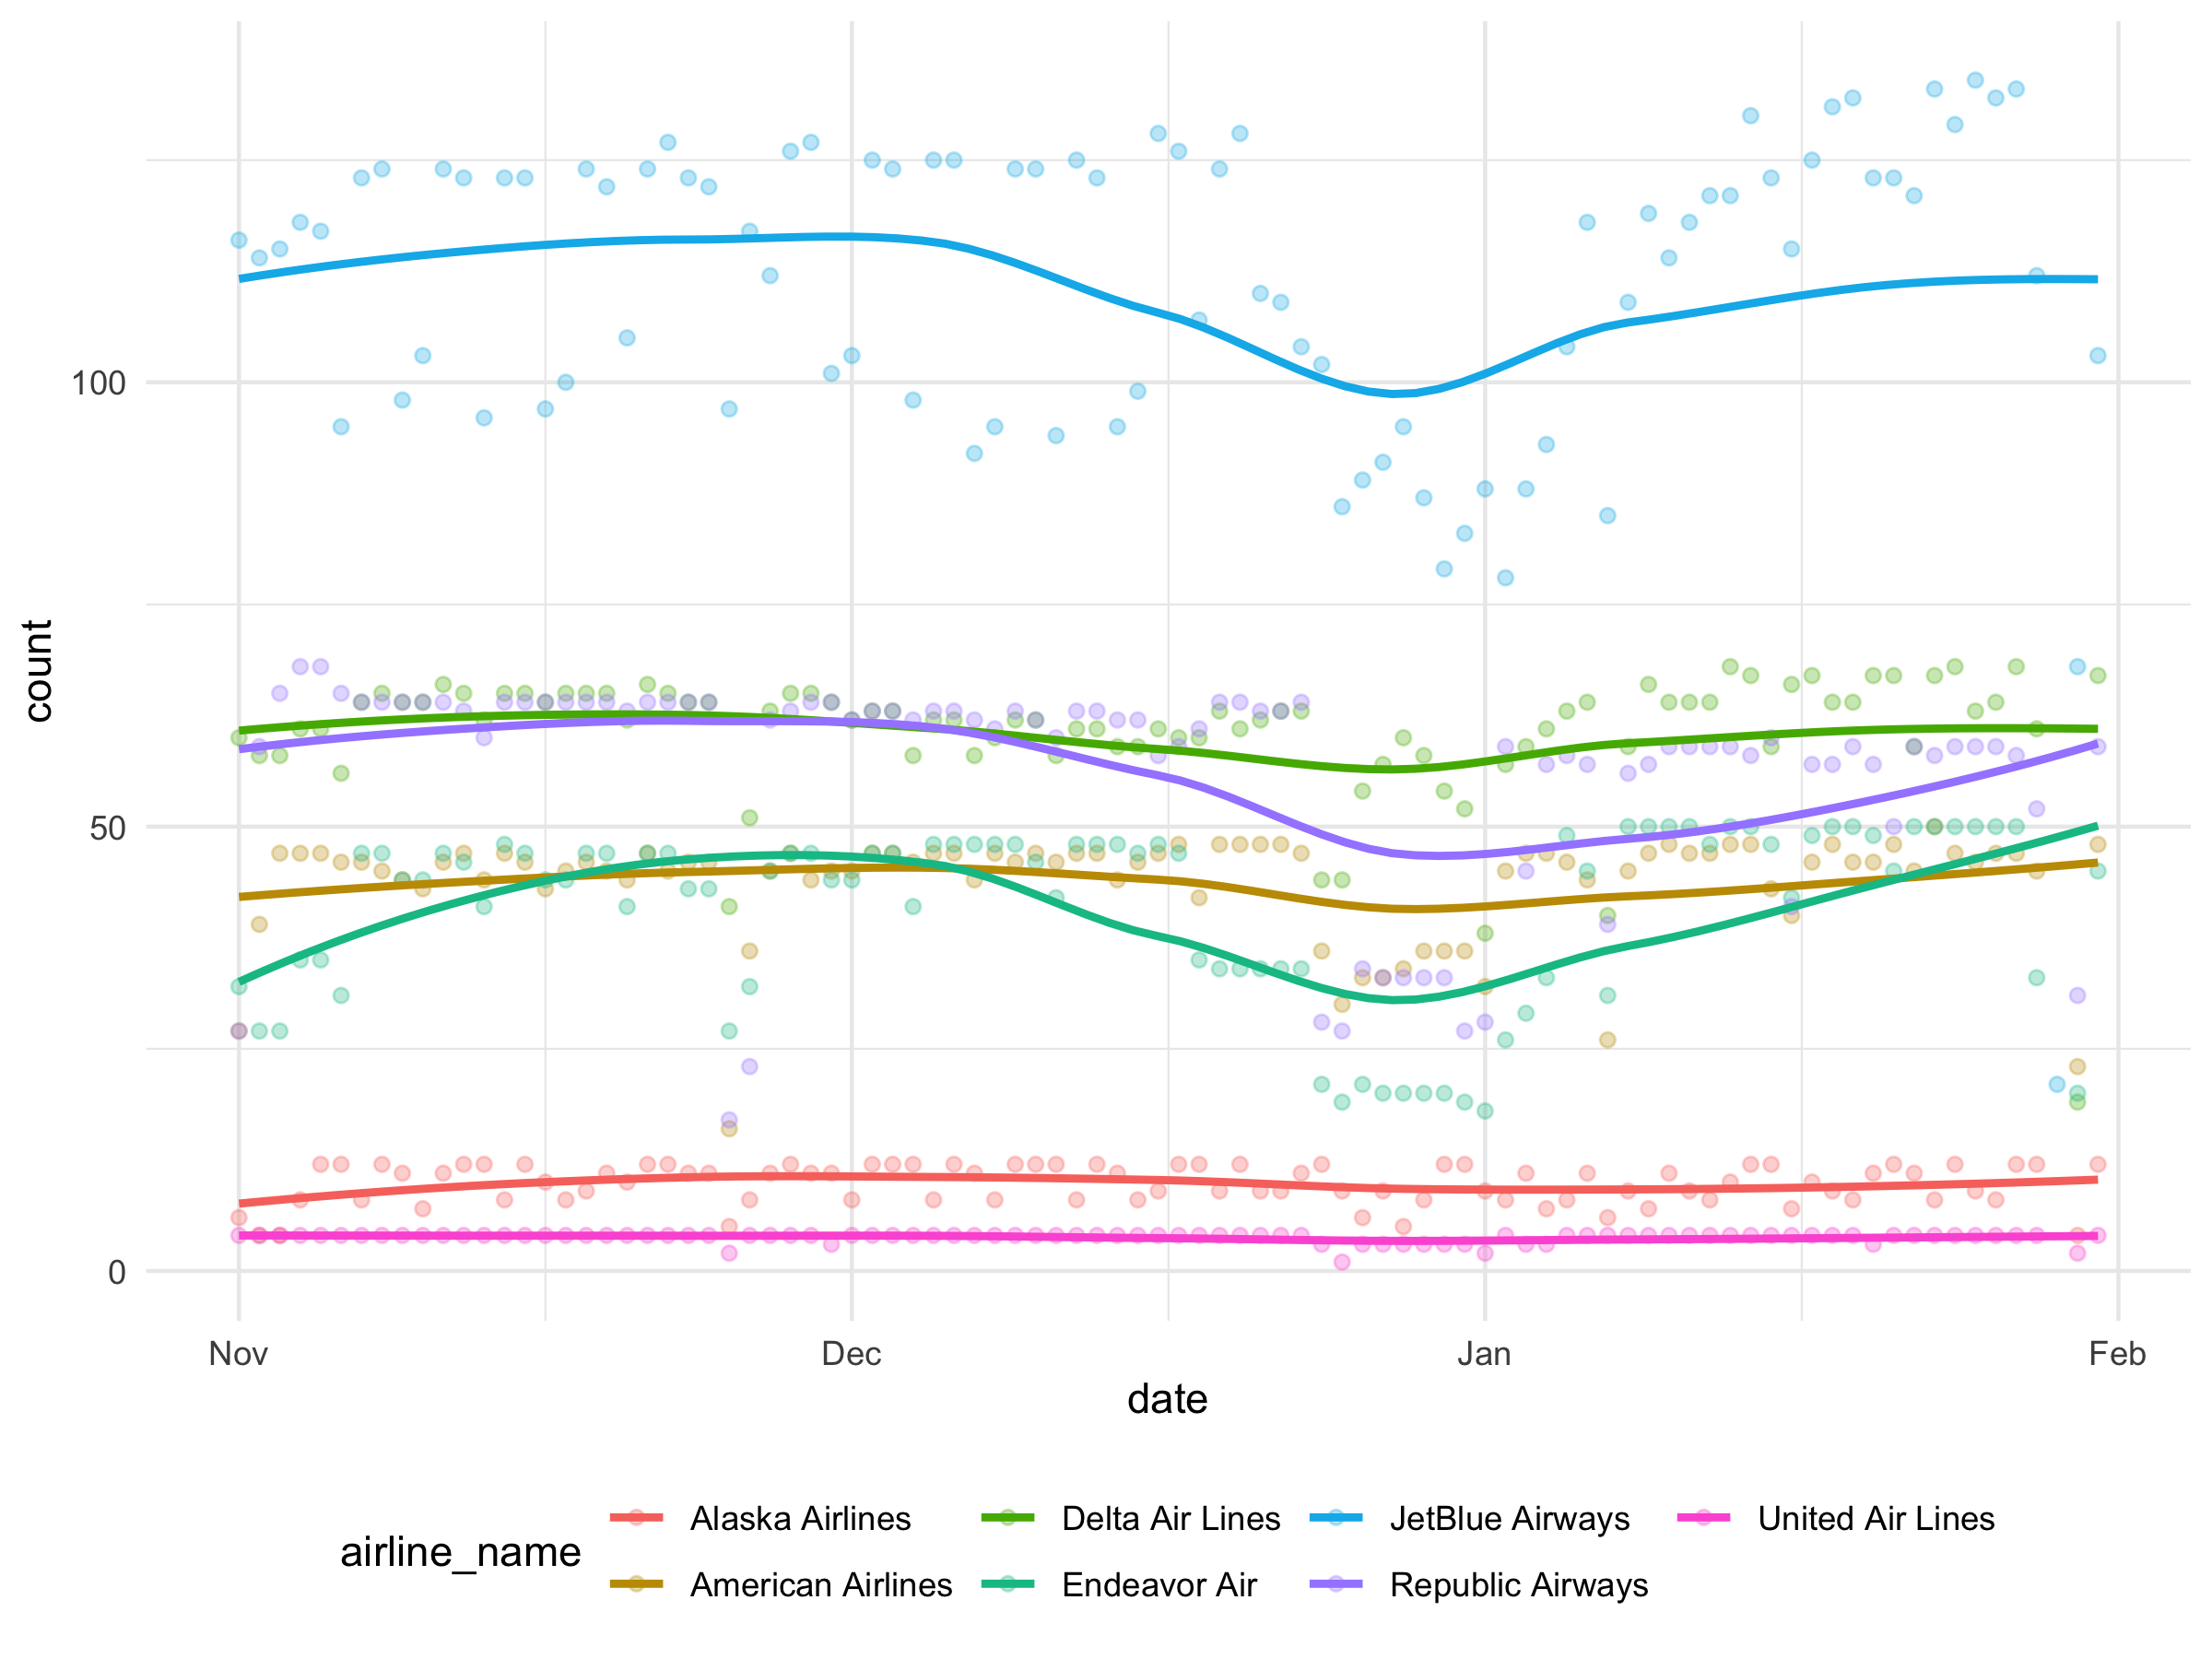 count
100
50
0
Nov Dec Jan Feb
date
airline_name
Alaska Airlines Delta Air Lines JetBlue Airways United Air Lines
American Airlines Endeavor Air Republic Airways